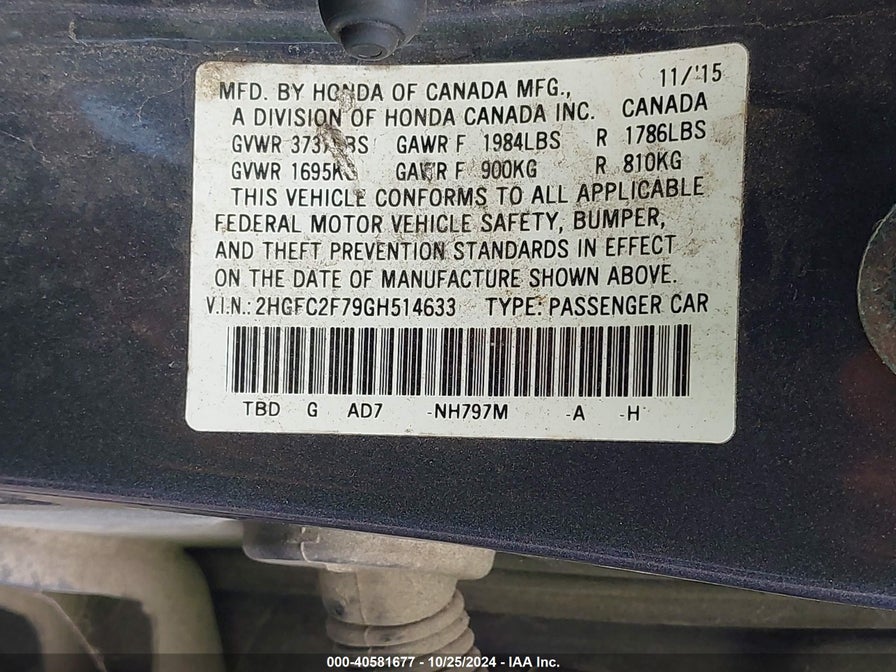 11/'15
MFD. BY HONDA OF CANADA MFG.,
A DIVISION OF HONDA CANADA INC. CANADA
GVWR LBS GAWR F 1984LBS R 1786LBS
GVWR 1695KG GAWR F 900KG R 810KG
THIS VEHICLE CONFORMS TO ALL APPLICABLE
FEDERAL MOTOR VEHICLE SAFETY, BUMPER,
AND THEFT PREVENTION STANDARDS IN EFFECT
ON THE DATE OF MANUFACTURE SHOWN ABOVE.
V.I.N.: 2HGFC2F79GH514633 TYPE: PASSENGER CAR
TBD G AD7 -NH797M -A -H
000-40581677 - 10/25/2024 - IAA Inc.